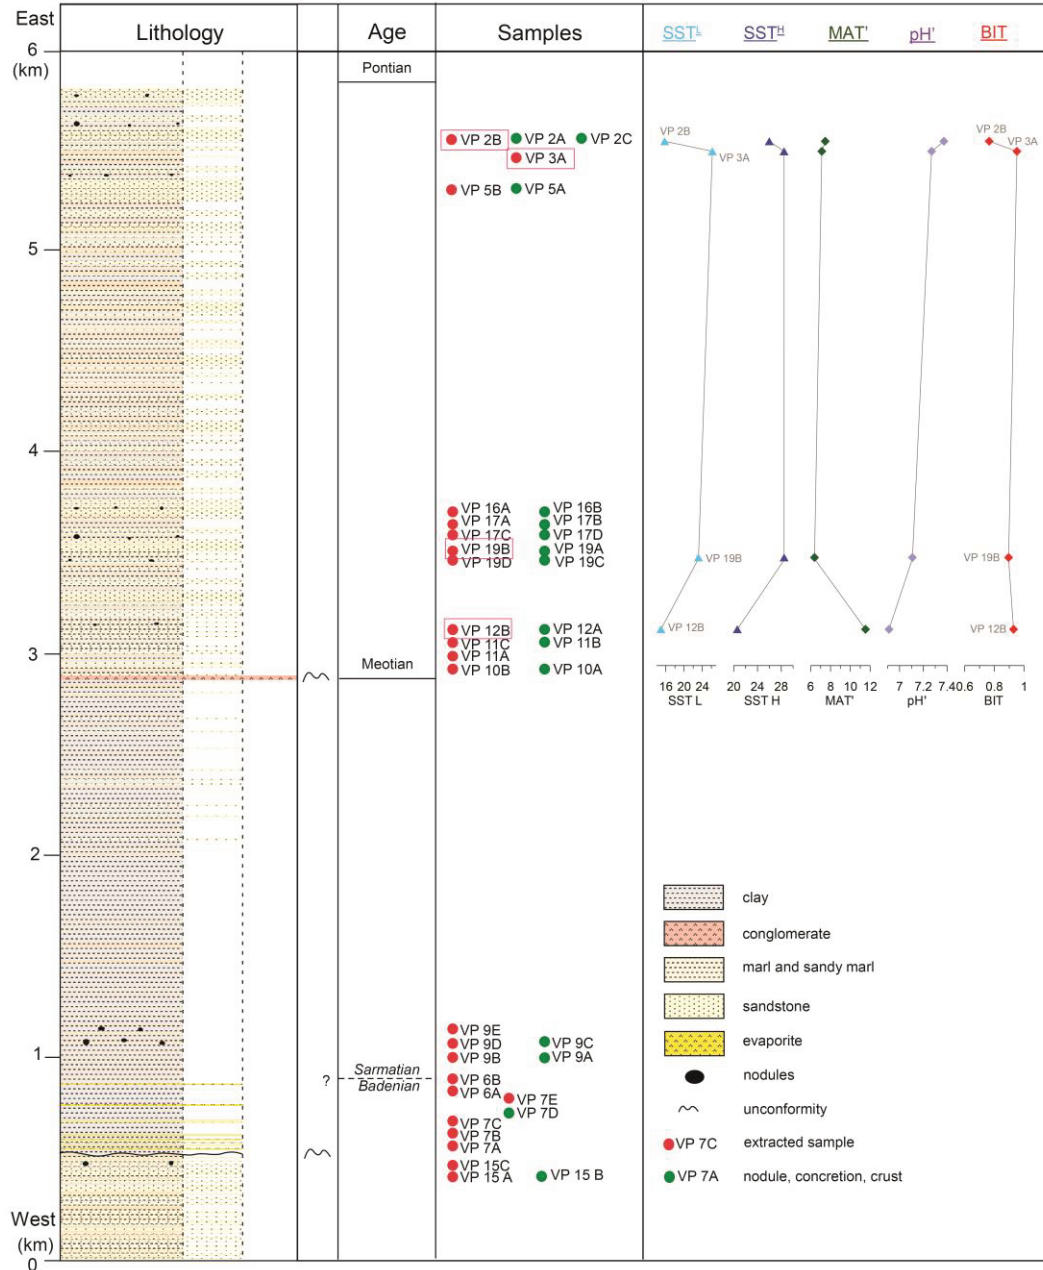 East
6
(km)
Lithology
Age
Samples
SSTᴸ
SSTᴴ
MAT'
pH'
BIT
Pontian
VP 2B
VP 2A
VP 2C
VP 3A
VP 5B
VP 5A
VP 2B
VP 3A
VP 2B
VP 3A
5
4
VP 16A
VP 16B
VP 17A
VP 17B
VP 17C
VP 17D
VP 19B
VP 19A
VP 19D
VP 19C
VP 19B
VP 19B
VP 12B
VP 12A
VP 11C
VP 11B
VP 11A
VP 10B
VP 10A
VP 12B
VP 12B
3
Meotian
16 20 24
SST L
20 24 28
SST H
6 8 10 12
MAT'
7 7.2 7.4
pH'
0.6 0.8 1
BIT
2
clay
conglomerate
marl and sandy marl
sandstone
evaporite
nodules
unconformity
VP 7C extracted sample
VP 7A nodule, concretion, crust
1
VP 9E
VP 9D
VP 9C
VP 9B
VP 9A
?
Sarmatian
Badenian
VP 6B
VP 6A
VP 7E
VP 7D
VP 7C
VP 7B
VP 7A
VP 15C
VP 15 A
VP 15 B
West
(km)
0